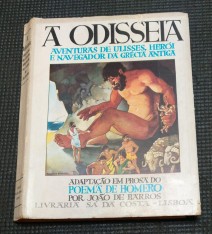 A ODISSEIA
AVENTURAS DE ULISSES, HERÓI
E NAVEGADOR DA GRÉCIA ANTIGA
ADAPTAÇÃO EM PROSA DO
POEMA DE HOMERO
POR JOÃO DE BARROS
LIVRARIA SÁ DA COSTA - LISBOA